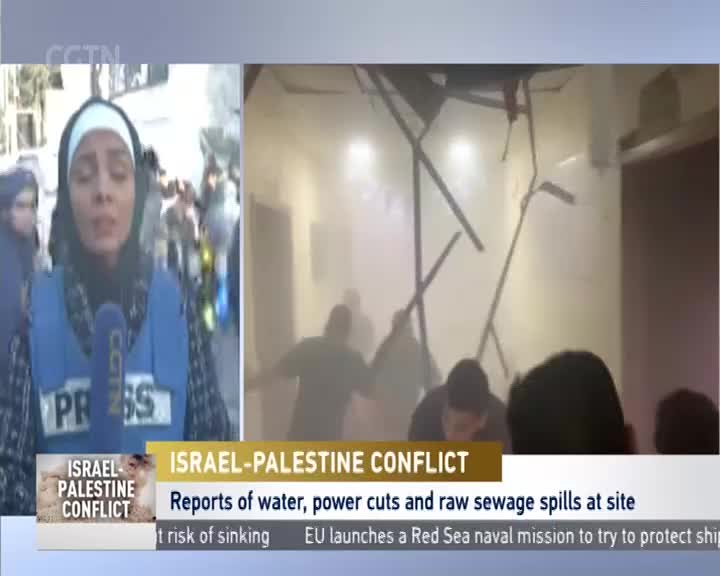 CGTN
PRESS
CGTN
ISRAEL-
PALESTINE
CONFLICT
ISRAEL-PALESTINE CONFLICT
Reports of water, power cuts and raw sewage spills at site
t risk of sinking EU launches a Red Sea naval mission to try to protect ship